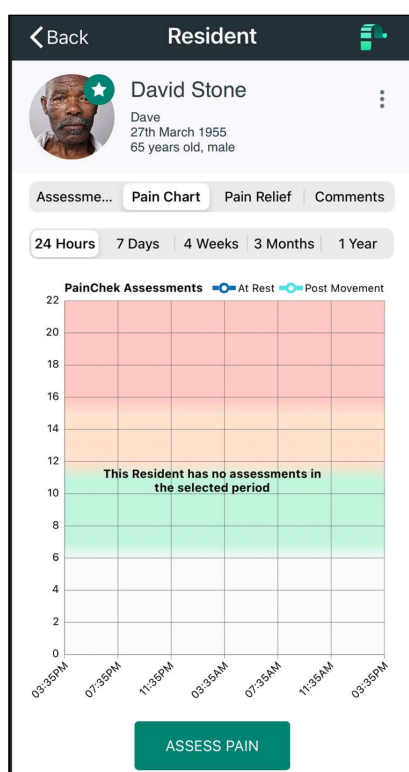 Back Resident
David Stone
Dave
27th March 1955
65 years old, male
Assessme... Pain Chart Pain Relief Comments
24 Hours 7 Days 4 Weeks 3 Months 1 Year
PainChek Assessments At Rest Post Movement
22
20
18
16
14
12
This Resident has no assessments in
the selected period
10
8
6
4
2
0
03:35PM 07:35PM 11:35PM 03:35AM 07:35AM 11:35AM 03:35PM
ASSESS PAIN